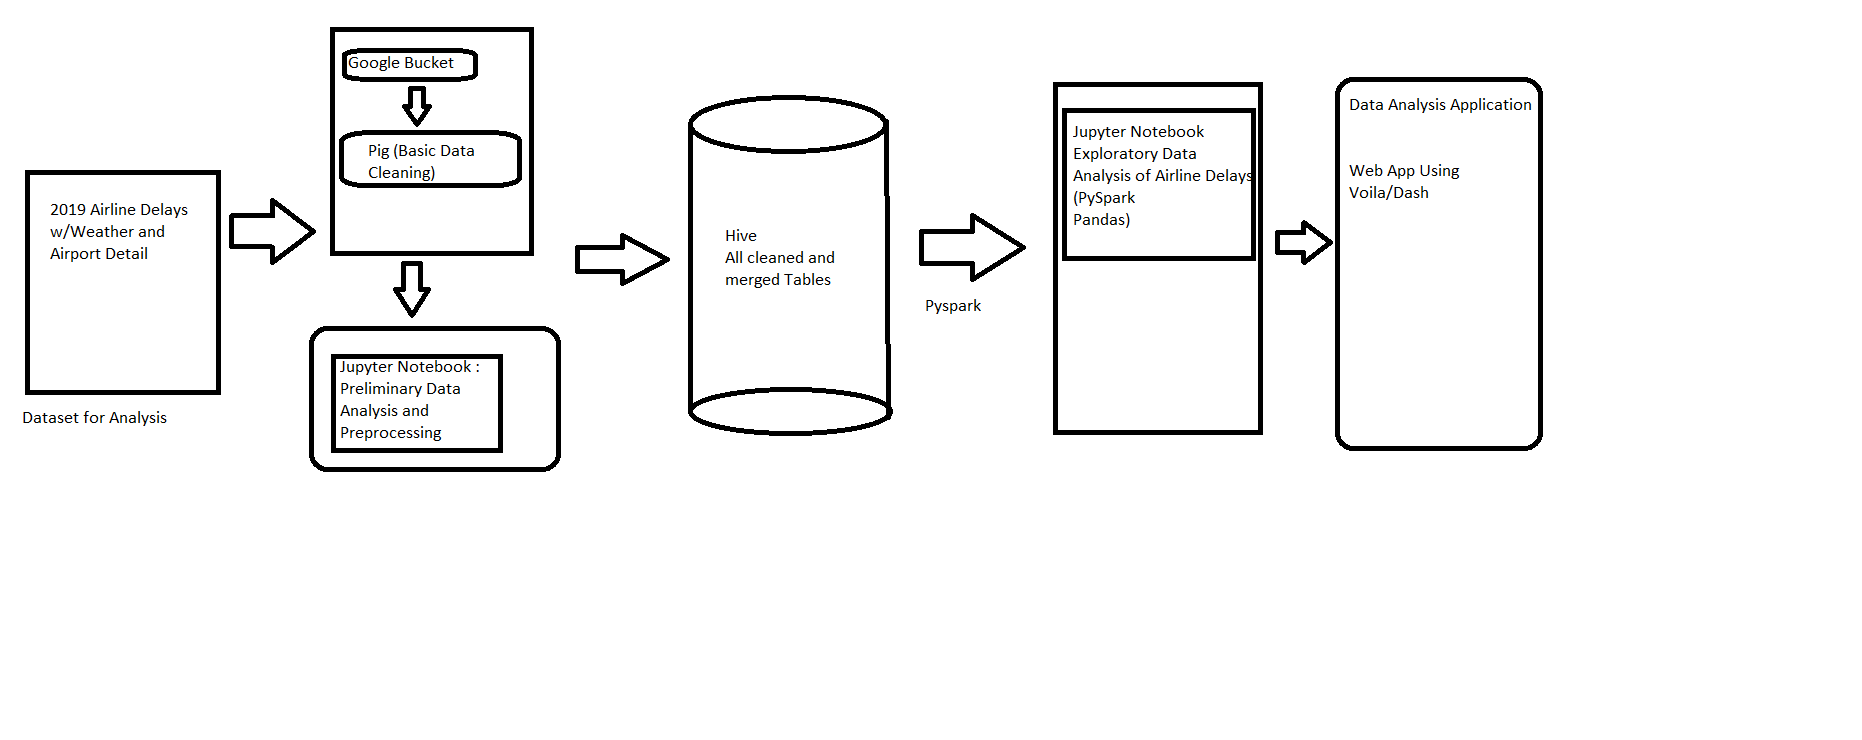 2019 Airline Delays
w/Weather and
Airport Detail
Dataset for Analysis
Google Bucket
Pig (Basic Data
Cleaning)
Jupyter Notebook :
Preliminary Data
Analysis and
Preprocessing
Hive
All cleaned and
merged Tables
Pyspark
Jupyter Notebook
Exploratory Data
Analysis of Airline Delays
(PySpark
Pandas)
Data Analysis Application
Web App Using
Voila/Dash